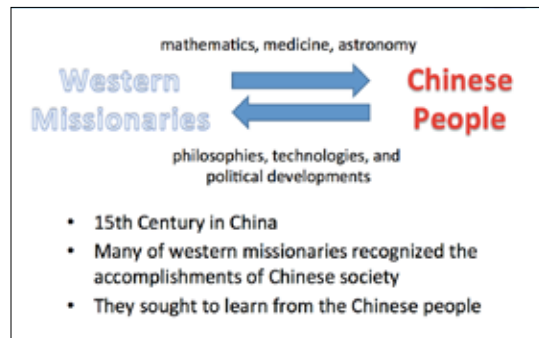 mathematics, medicine, astronomy
Western Chinese
Missionaries People
philosophies, technologies, and
political developments
• 15th Century in China
• Many of western missionaries recognized the
accomplishments of Chinese society
• They sought to learn from the Chinese people